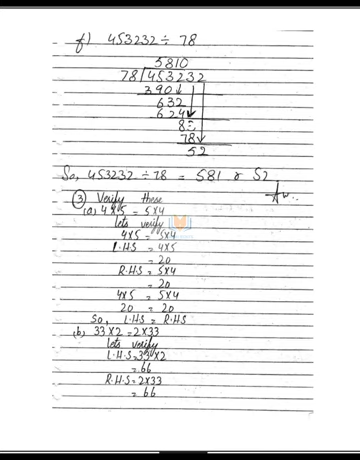 f) 453232 ÷ 78
5810
78 453232
390
632
624
83
78
52
So, 453232 ÷ 78 = 581 r 52
③ Verify these
(a) 4×5 = 5×4
lets verify
4×5 = 5×4
L.H.S = 4×5
= 20
R.H.S = 5×4
= 20
4×5 = 5×4
20 = 20
So, L.H.S = R.H.S
(b) 33×2 = 2×33
lets verify
L.H.S = 33×2
= 66
R.H.S = 2×33
= 66